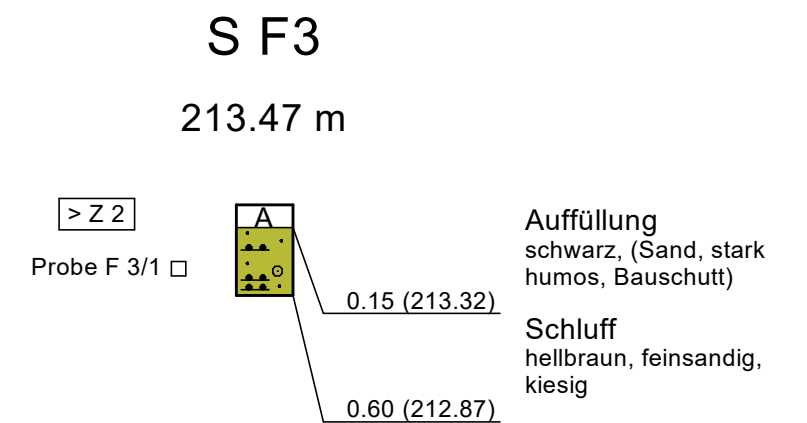 S F3
213.47 m
> Z 2
Probe F 3/1
A
Auffüllung
schwarz, (Sand, stark
humos, Bauschutt)
0.15 (213.32)
Schluff
hellbraun, feinsandig,
kiesig
0.60 (212.87)